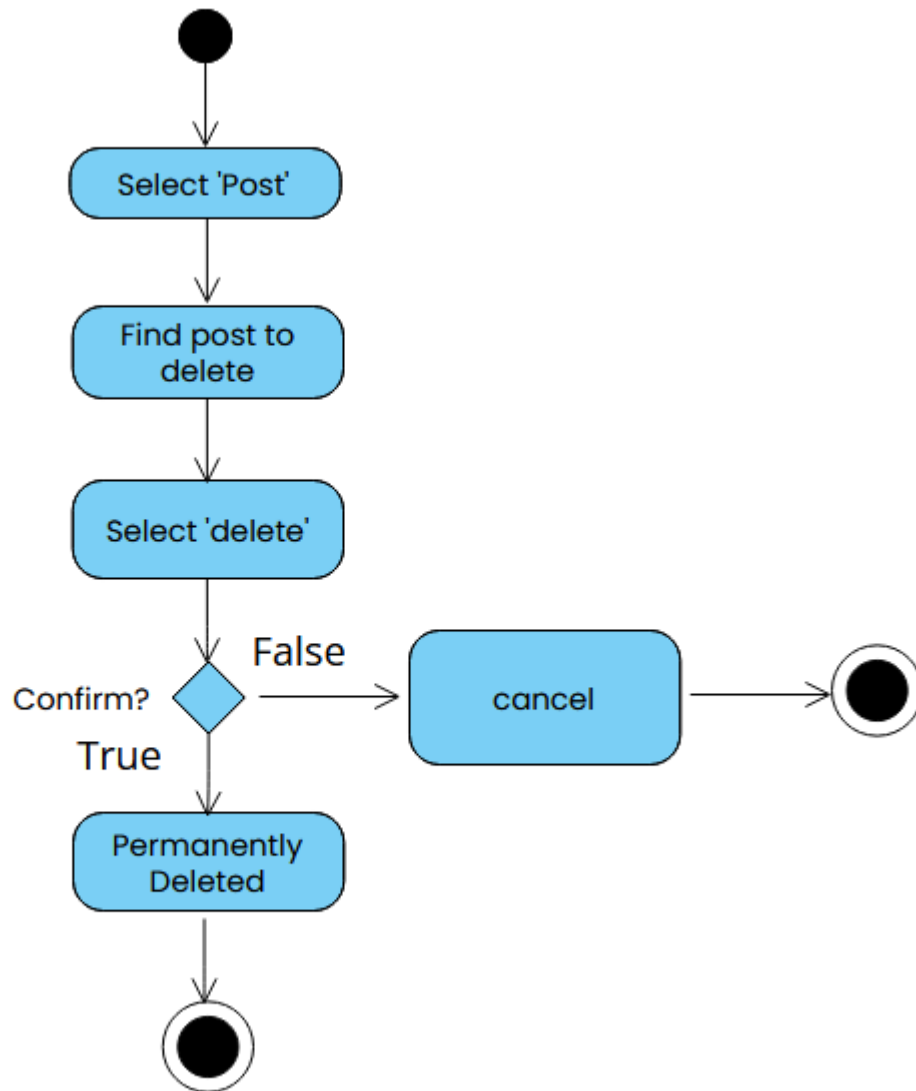 Select 'Post'
Find post to
delete
Select 'delete'
False
Confirm?
cancel
True
Permanently
Deleted